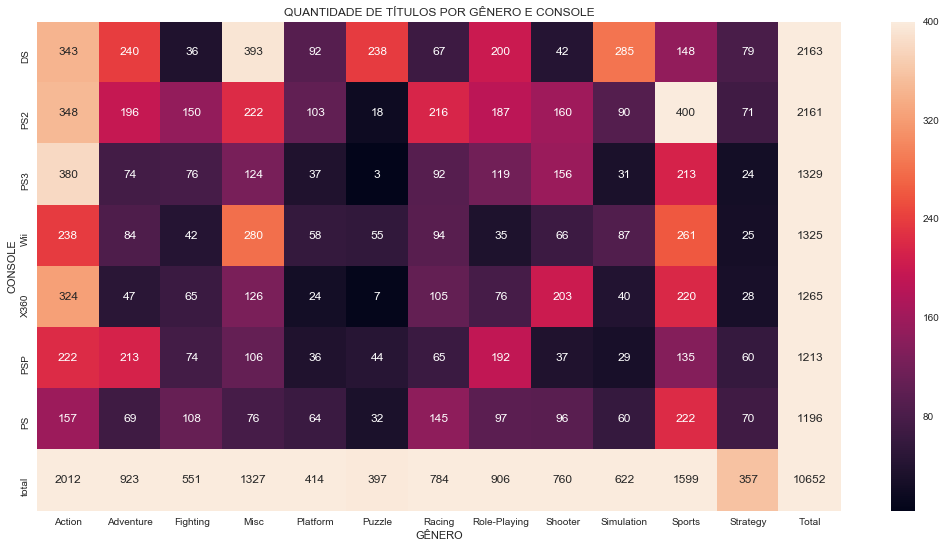 QUANTIDADE DE TÍTULOS POR GÊNERO E CONSOLE
CONSOLE
DS 343 240 36 393 92 238 67 200 42 285 148 79 2163
PS2 348 196 150 222 103 18 216 187 160 90 400 71 2161
PS3 380 74 76 124 37 3 92 119 156 31 213 24 1329
Wii 238 84 42 280 58 55 94 35 66 87 261 25 1325
X360 324 47 65 126 24 7 105 76 203 40 220 28 1265
PSP 222 213 74 106 36 44 65 192 37 29 135 60 1213
PS 157 69 108 76 64 32 145 97 96 60 222 70 1196
total 2012 923 551 1327 414 397 784 906 760 622 1599 357 10652
Action Adventure Fighting Misc Platform Puzzle Racing Role-Playing Shooter Simulation Sports Strategy Total
GÊNERO
400
320
240
160
80